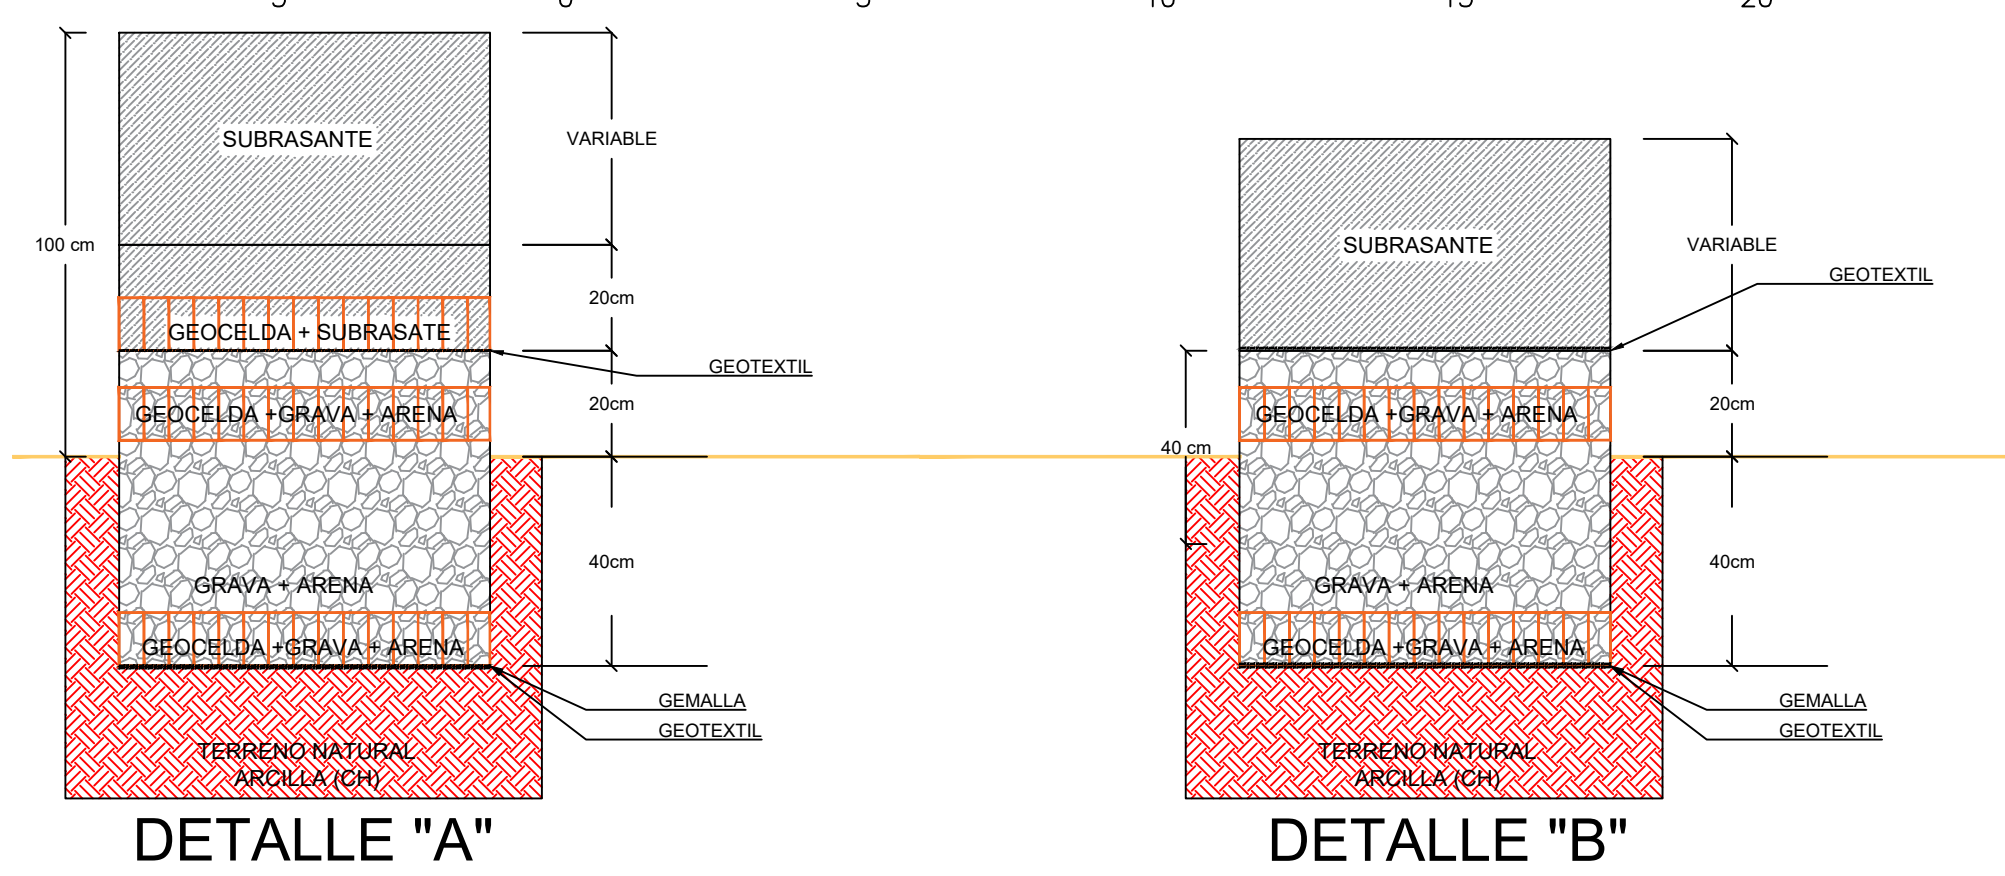 SUBRASANTE
VARIABLE
100 cm
20cm
GEOCELDA + SUBRASATE
GEOTEXTIL
20cm
GEOCELDA +GRAVA + ARENA
40cm
GRAVA + ARENA
GEOCELDA +GRAVA + ARENA
GEMALLA
GEOTEXTIL
TERRENO NATURAL
ARCILLA (CH)
DETALLE "A"
SUBRASANTE
VARIABLE
GEOTEXTIL
20cm
GEOCELDA +GRAVA + ARENA
40 cm
40cm
GRAVA + ARENA
GEOCELDA +GRAVA + ARENA
GEMALLA
GEOTEXTIL
TERRENO NATURAL
ARCILLA (CH)
DETALLE "B"